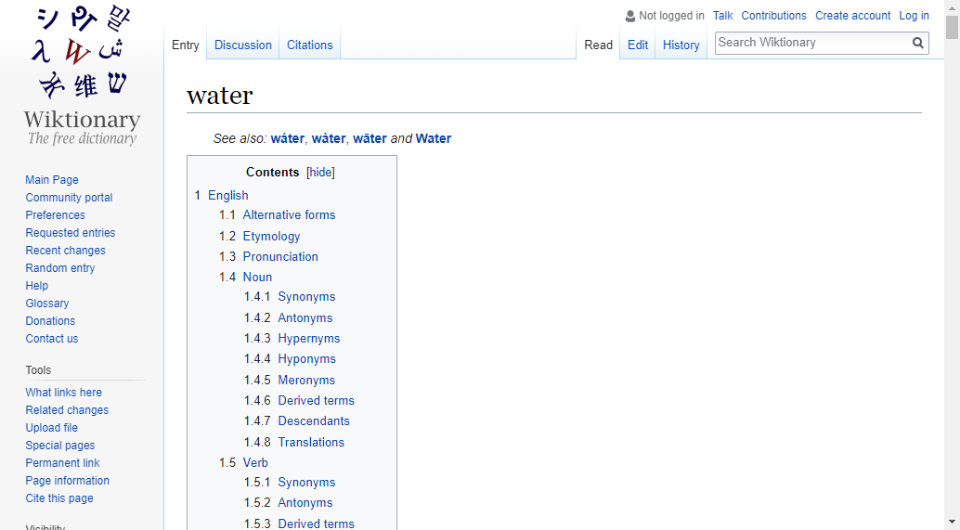 シ
Wiktionary
The free dictionary
Not logged in Talk Contributions Create account Log in
Entry Discussion Citations
Read Edit History Search Wiktionary
water
See also: wáter, wàter, wäter and Water
Contents [hide]
1 English
1.1 Alternative forms
1.2 Etymology
1.3 Pronunciation
1.4 Noun
1.4.1 Synonyms
1.4.2 Antonyms
1.4.3 Hypernyms
1.4.4 Hyponyms
1.4.5 Meronyms
1.4.6 Derived terms
1.4.7 Descendants
1.4.8 Translations
1.5 Verb
1.5.1 Synonyms
1.5.2 Antonyms
1.5.3 Derived terms
Main Page
Community portal
Preferences
Requested entries
Recent changes
Random entry
Help
Glossary
Donations
Contact us
Tools
What links here
Related changes
Upload file
Special pages
Permanent link
Page information
Cite this page
Visibility